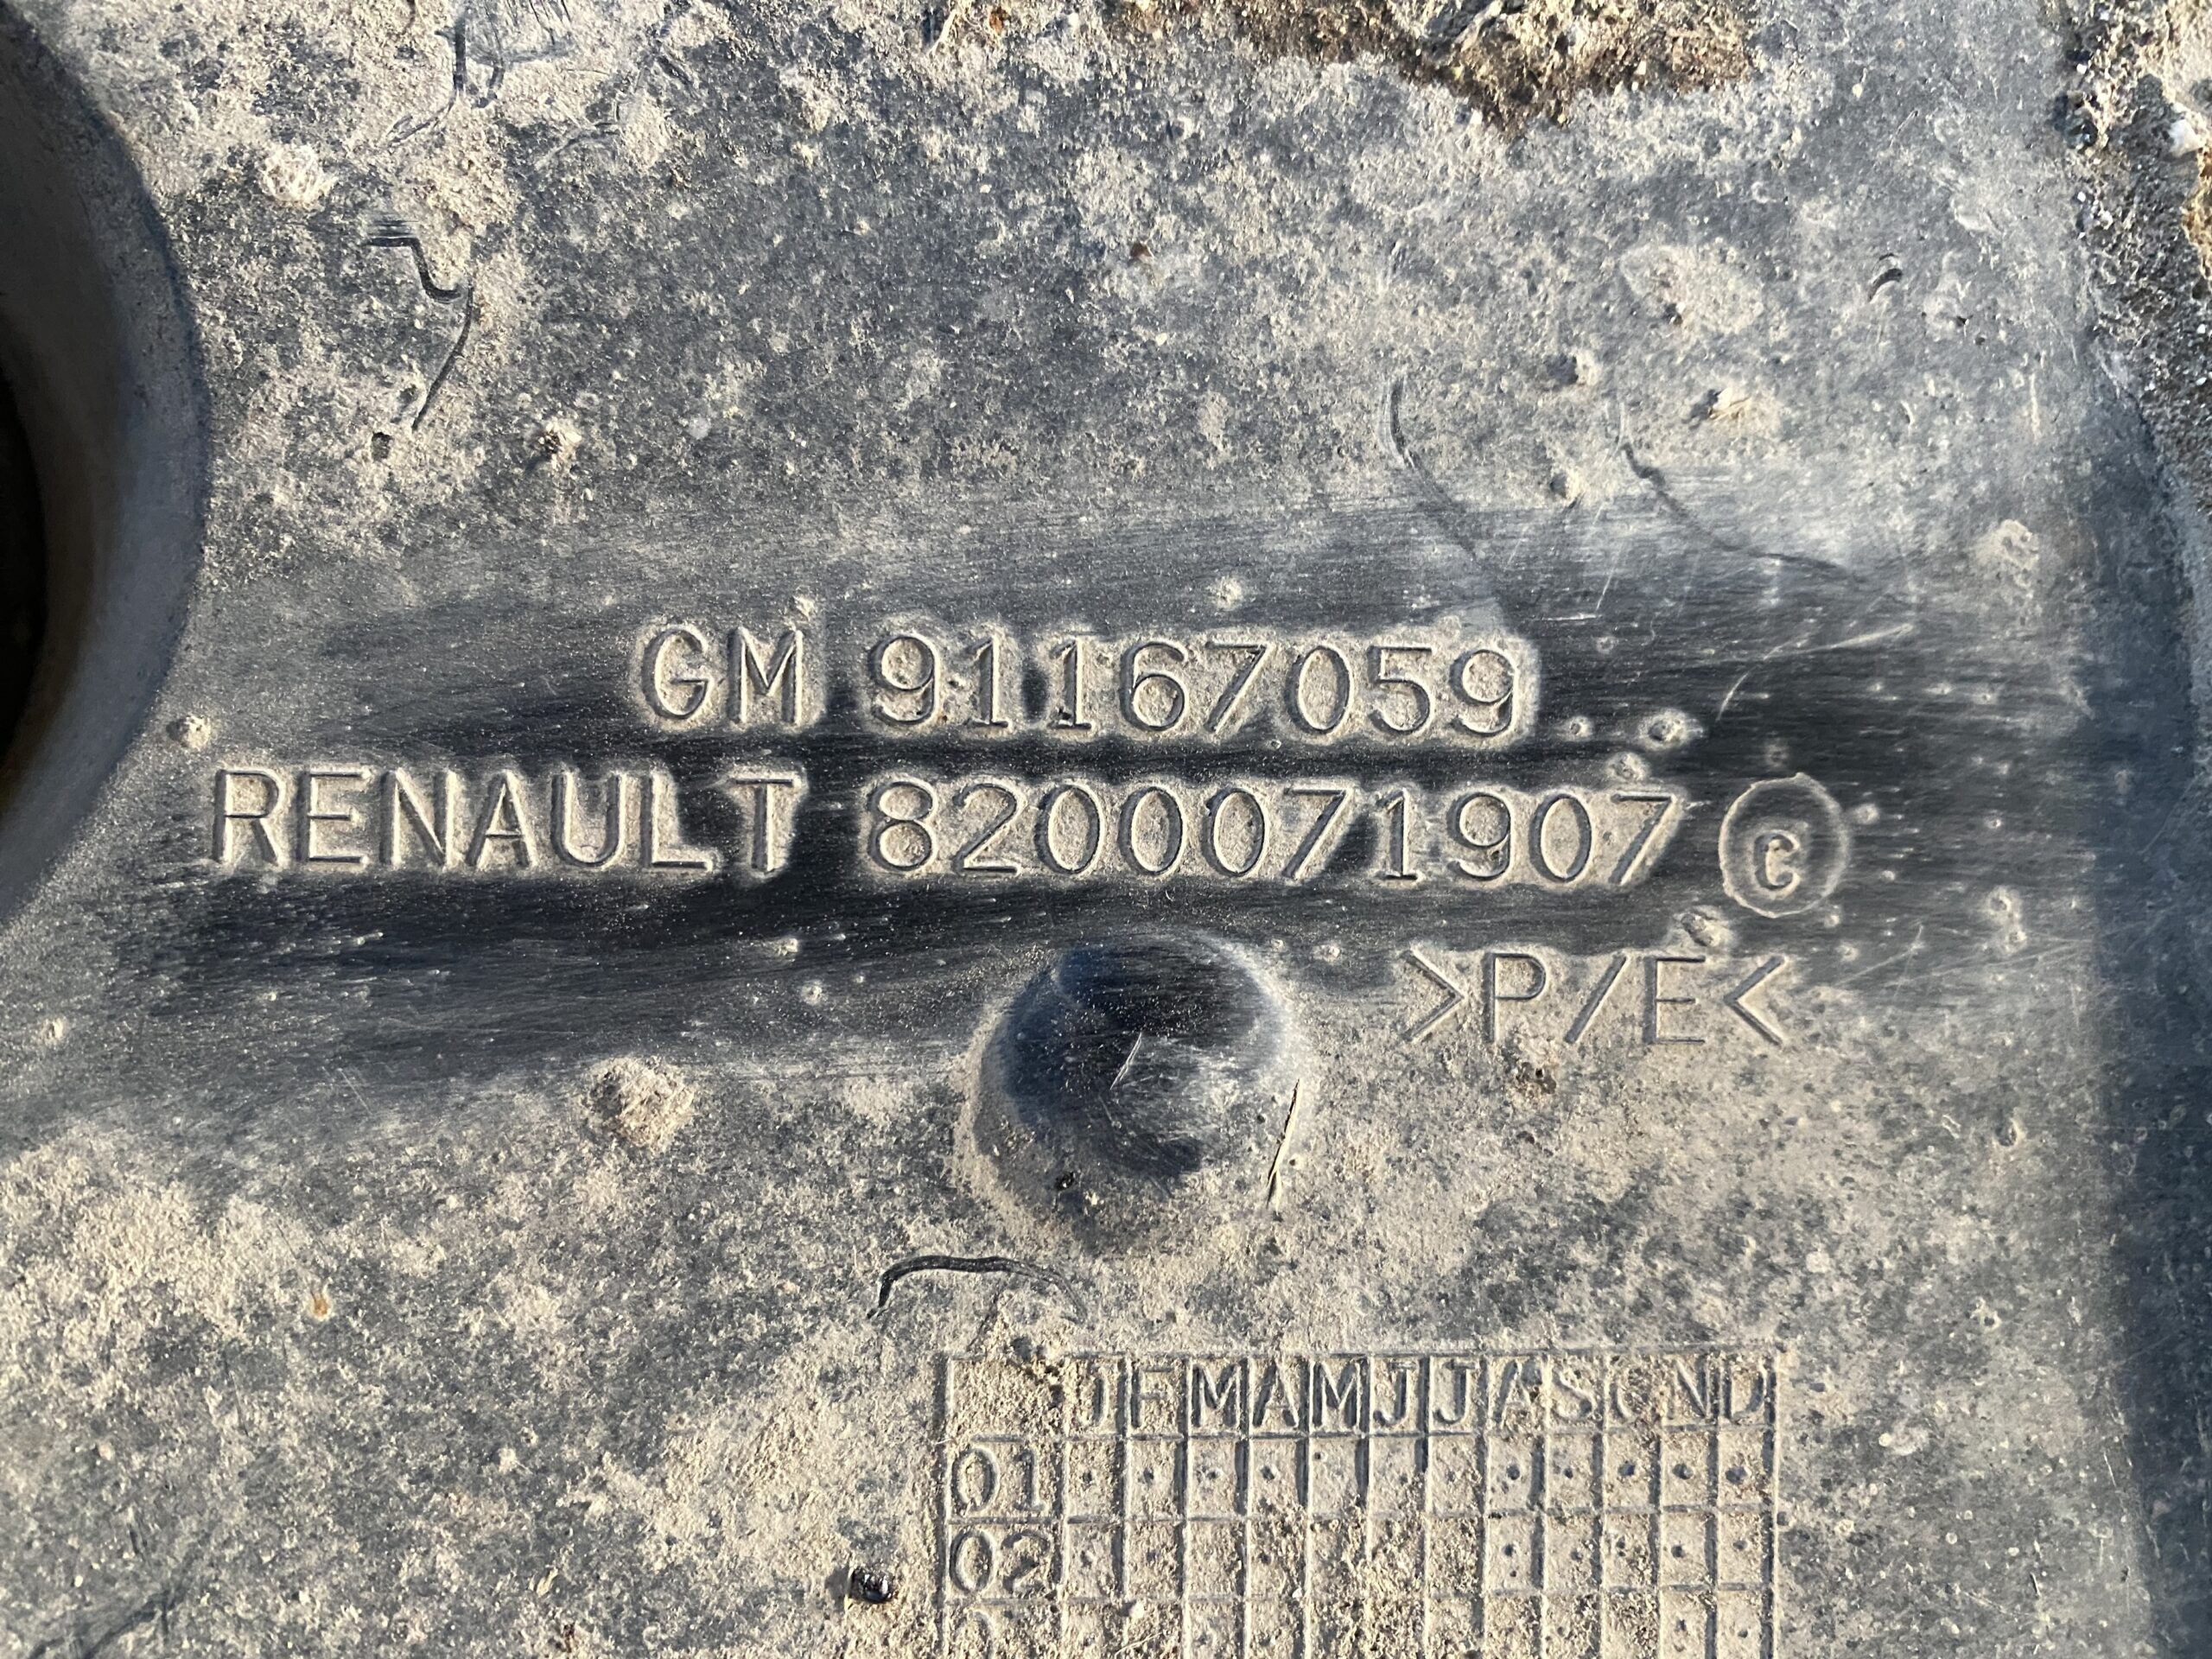 GM 91167059
RENAULT 8200071907 C
>P/E<
J F M A M J J A S O N D
01
02